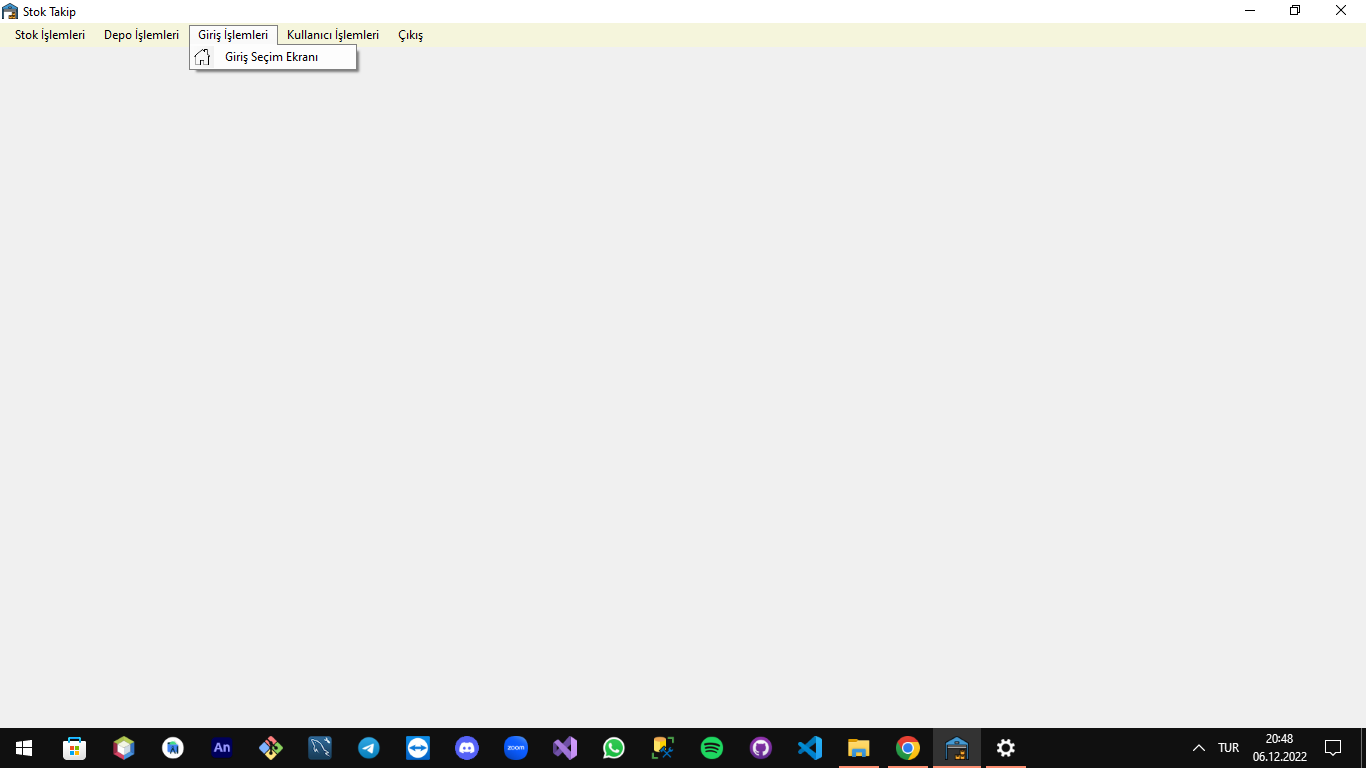 Stok Takip
Stok İşlemleri Depo İşlemleri Giriş İşlemleri Kullanıcı İşlemleri Çıkış
Giriş Seçim Ekranı
An
zoom
TUR
20:48
06.12.2022